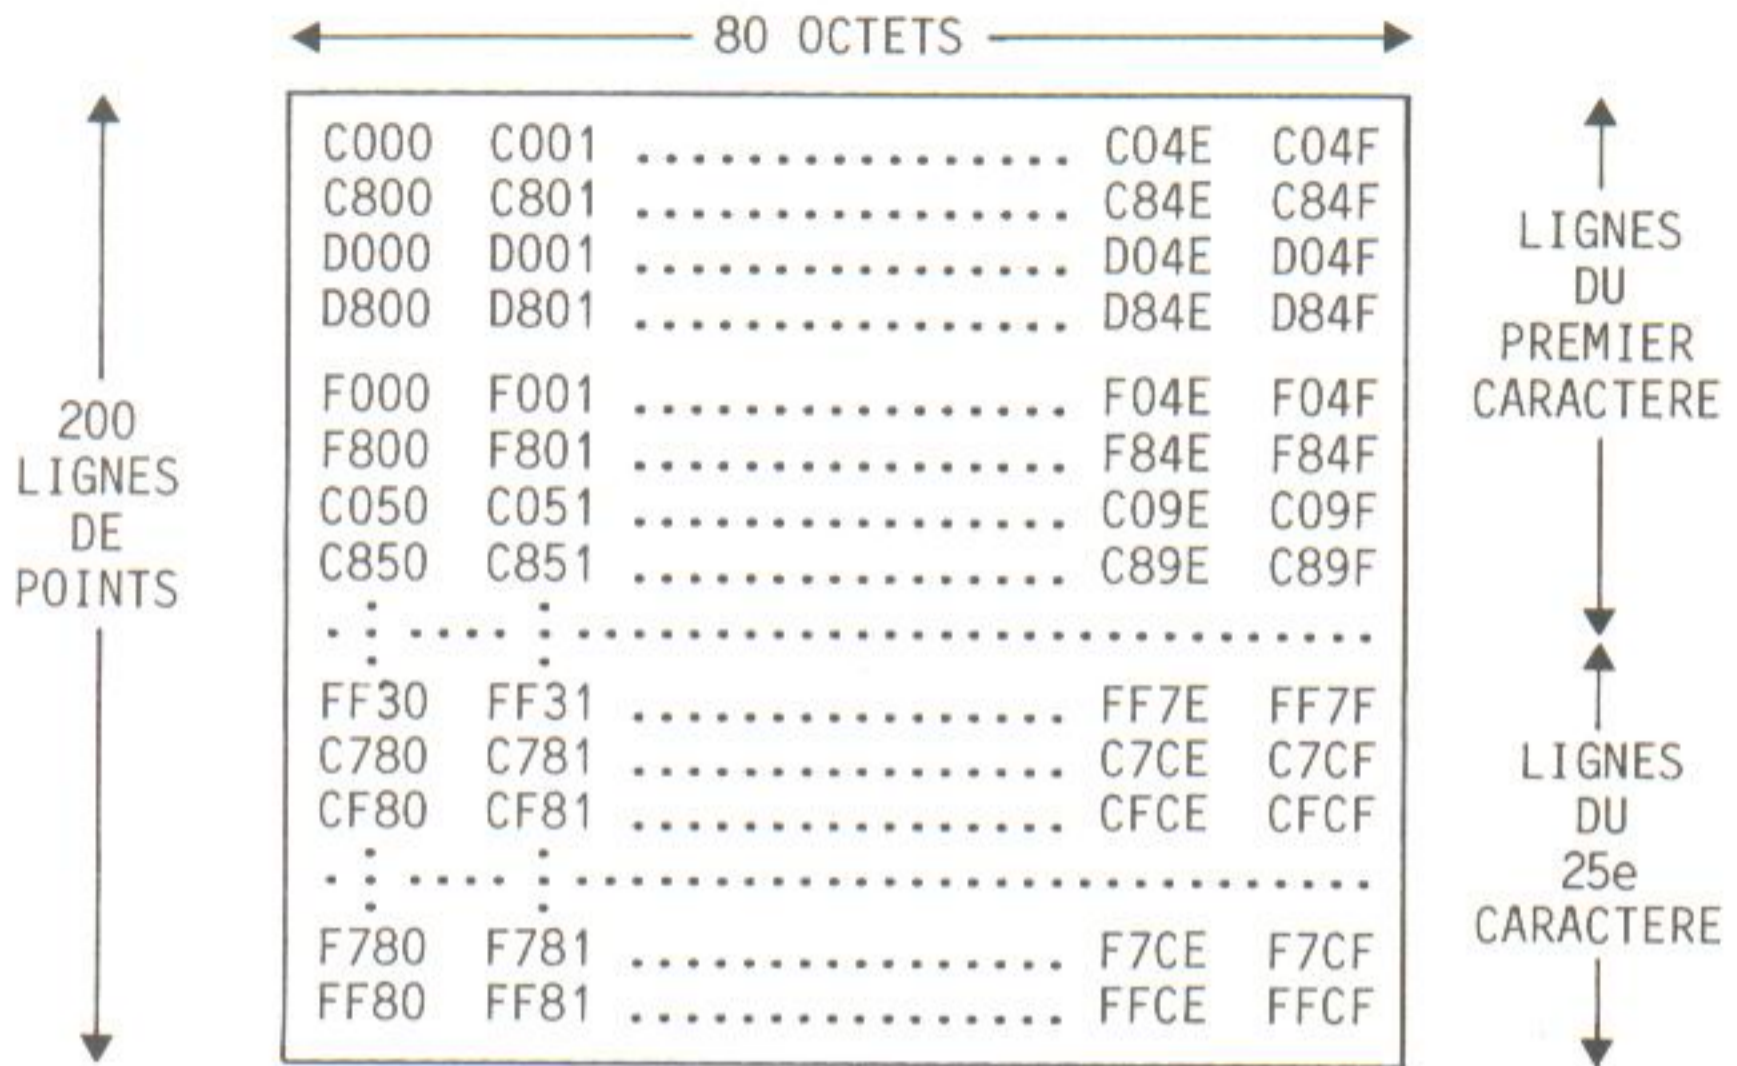 80 OCTETS
200
LIGNES
DE
POINTS
C000 C001 ................ C04E C04F
C800 C801 ................ C84E C84F
D000 D001 ................ D04E D04F
D800 D801 ................ D84E D84F
F000 F001 ................ F04E F04F
F800 F801 ................ F84E F84F
C050 C051 ................ C09E C09F
C850 C851 ................ C89E C89F
FF30 FF31 ................ FF7E FF7F
C780 C781 ................ C7CE C7CF
CF80 CF81 ................ CFCE CFCF
F780 F781 ................ F7CE F7CF
FF80 FF81 ................ FFCE FFCF
LIGNES
DU
PREMIER
CARACTERE
LIGNES
DU
25e
CARACTERE